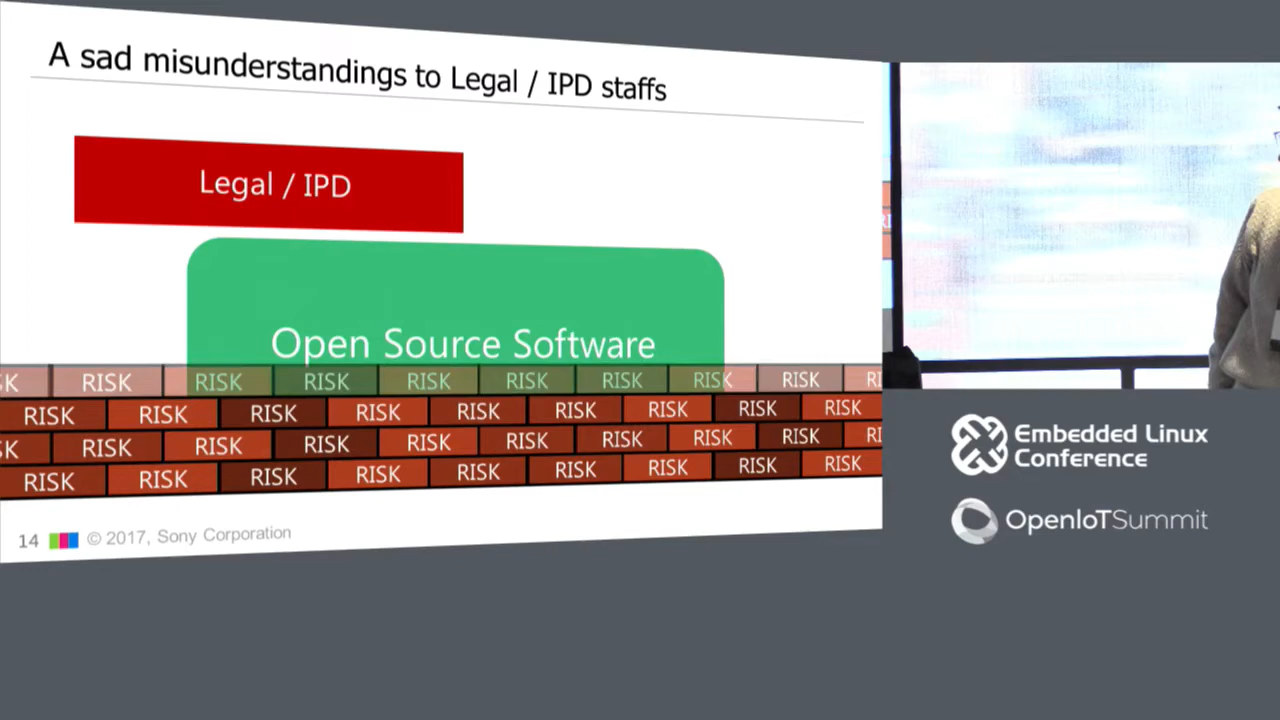 A sad misunderstandings to Legal / IPD staffs
Legal / IPD
Open Source Software
RISK RISK RISK RISK RISK RISK RISK RISK
RISK RISK RISK RISK RISK RISK RISK RISK RISK
RISK RISK RISK RISK RISK RISK RISK RISK
RISK RISK RISK RISK RISK RISK RISK RISK RISK
14 © 2017, Sony Corporation
Embedded Linux
Conference
OpenIoTSummit